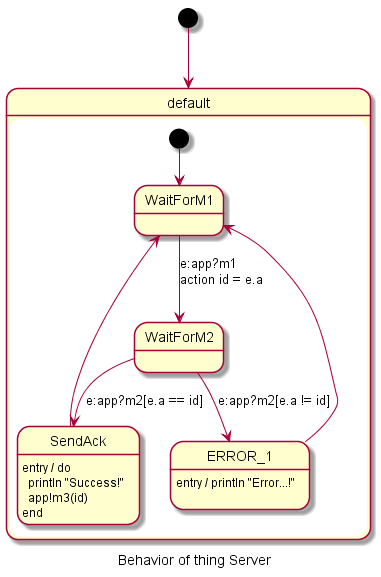 default
WaitForM1
e:app?m1
action id = e.a
WaitForM2
e:app?m2[e.a == id]
e:app?m2[e.a != id]
SendAck
entry / do
println "Success!"
app!m3(id)
end
ERROR_1
entry / println "Error...!"
Behavior of thing Server